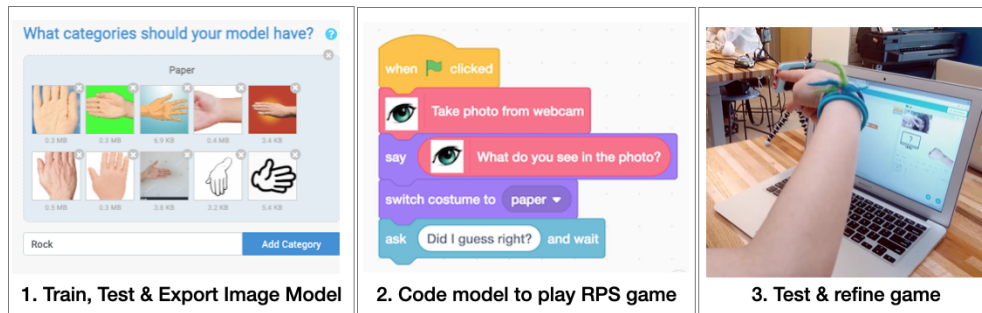 What categories should your model have? ?
Paper
0.3 MB 0.3 MB 5.9 KB 0.4 MB 3.4 KB
0.5 MB 0.3 MB 3.8 KB 3.2 KB 5.4 KB
Rock Add Category
1. Train, Test & Export Image Model
when clicked
Take photo from webcam
say What do you see in the photo?
switch costume to paper
ask Did I guess right? and wait
2. Code model to play RPS game
3. Test & refine game